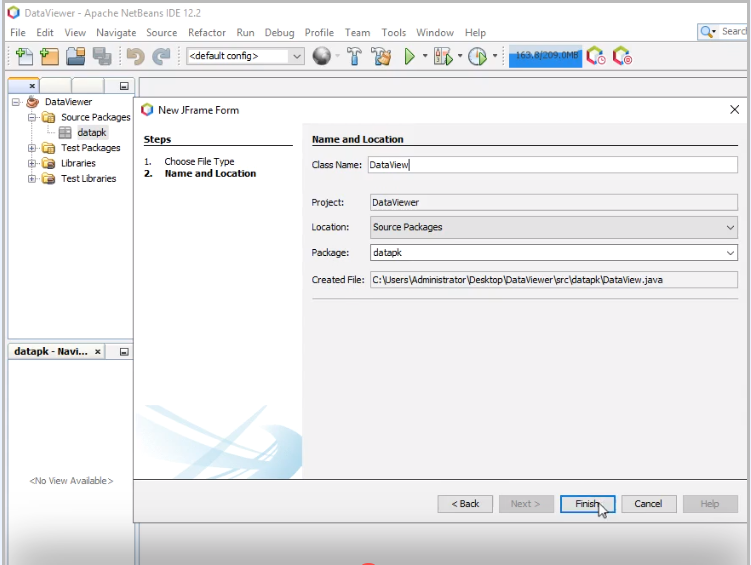 DataViewer - Apache NetBeans IDE 12.2
File Edit View Navigate Source Refactor Run Debug Profile Team Tools Window Help
Search
<default config>
163.8/209.0MB
DataViewer
Source Packages
datapk
Test Packages
Libraries
Test Libraries
datapk - Navi... x
<No View Available>
New JFrame Form
Steps
1. Choose File Type
2. Name and Location
Name and Location
Class Name: DataView
Project: DataViewer
Location: Source Packages
Package: datapk
Created File: C:\Users\Administrator\Desktop\DataViewer\src\datapk\DataView.java
< Back Next > Finish Cancel Help